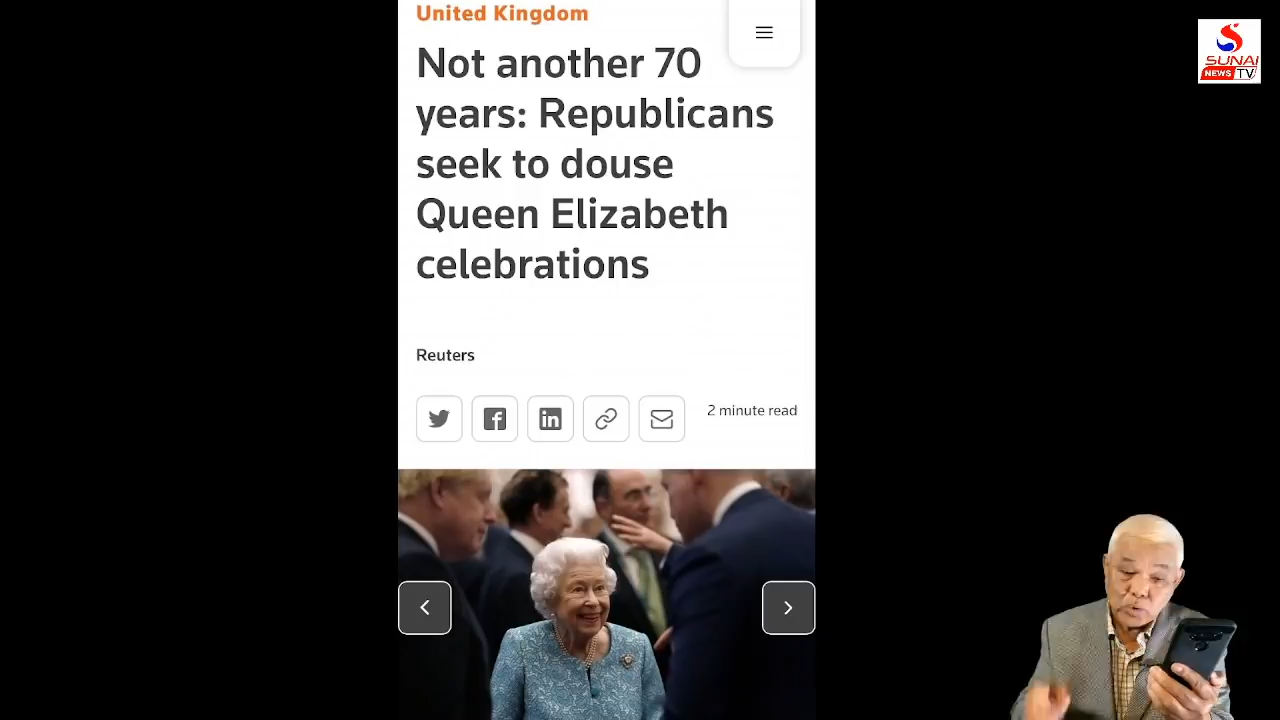 United Kingdom
Not another 70
years: Republicans
seek to douse
Queen Elizabeth
celebrations
Reuters
2 minute read
SUNAI
NEWS TV